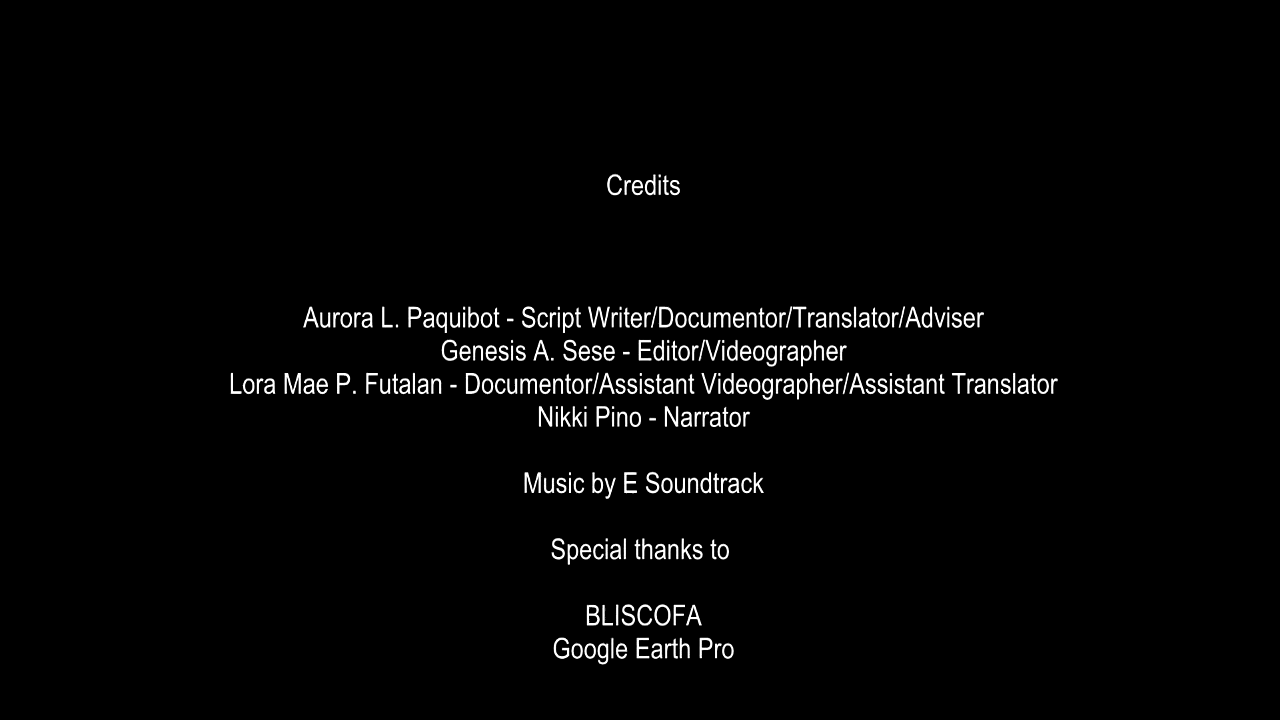 Credits
Aurora L. Paquibot - Script Writer/Documentor/Translator/Adviser
Genesis A. Sese - Editor/Videographer
Lora Mae P. Futalan - Documentor/Assistant Videographer/Assistant Translator
Nikki Pino - Narrator
Music by E Soundtrack
Special thanks to
BLISCOFA
Google Earth Pro